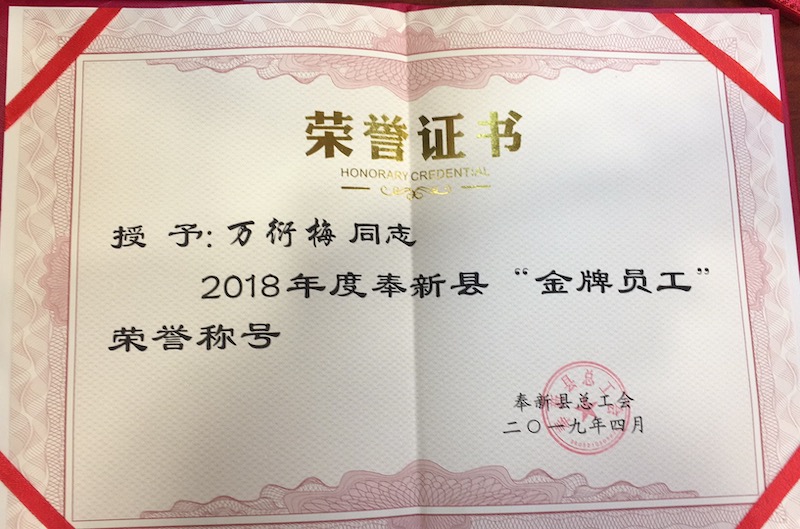 荣誉证书
HONORARY CREDENTIAL
授 予: 万衍梅 同志
2018年度奉新县“金牌员工”
荣誉称号
奉新县总工会
二〇一九年四月